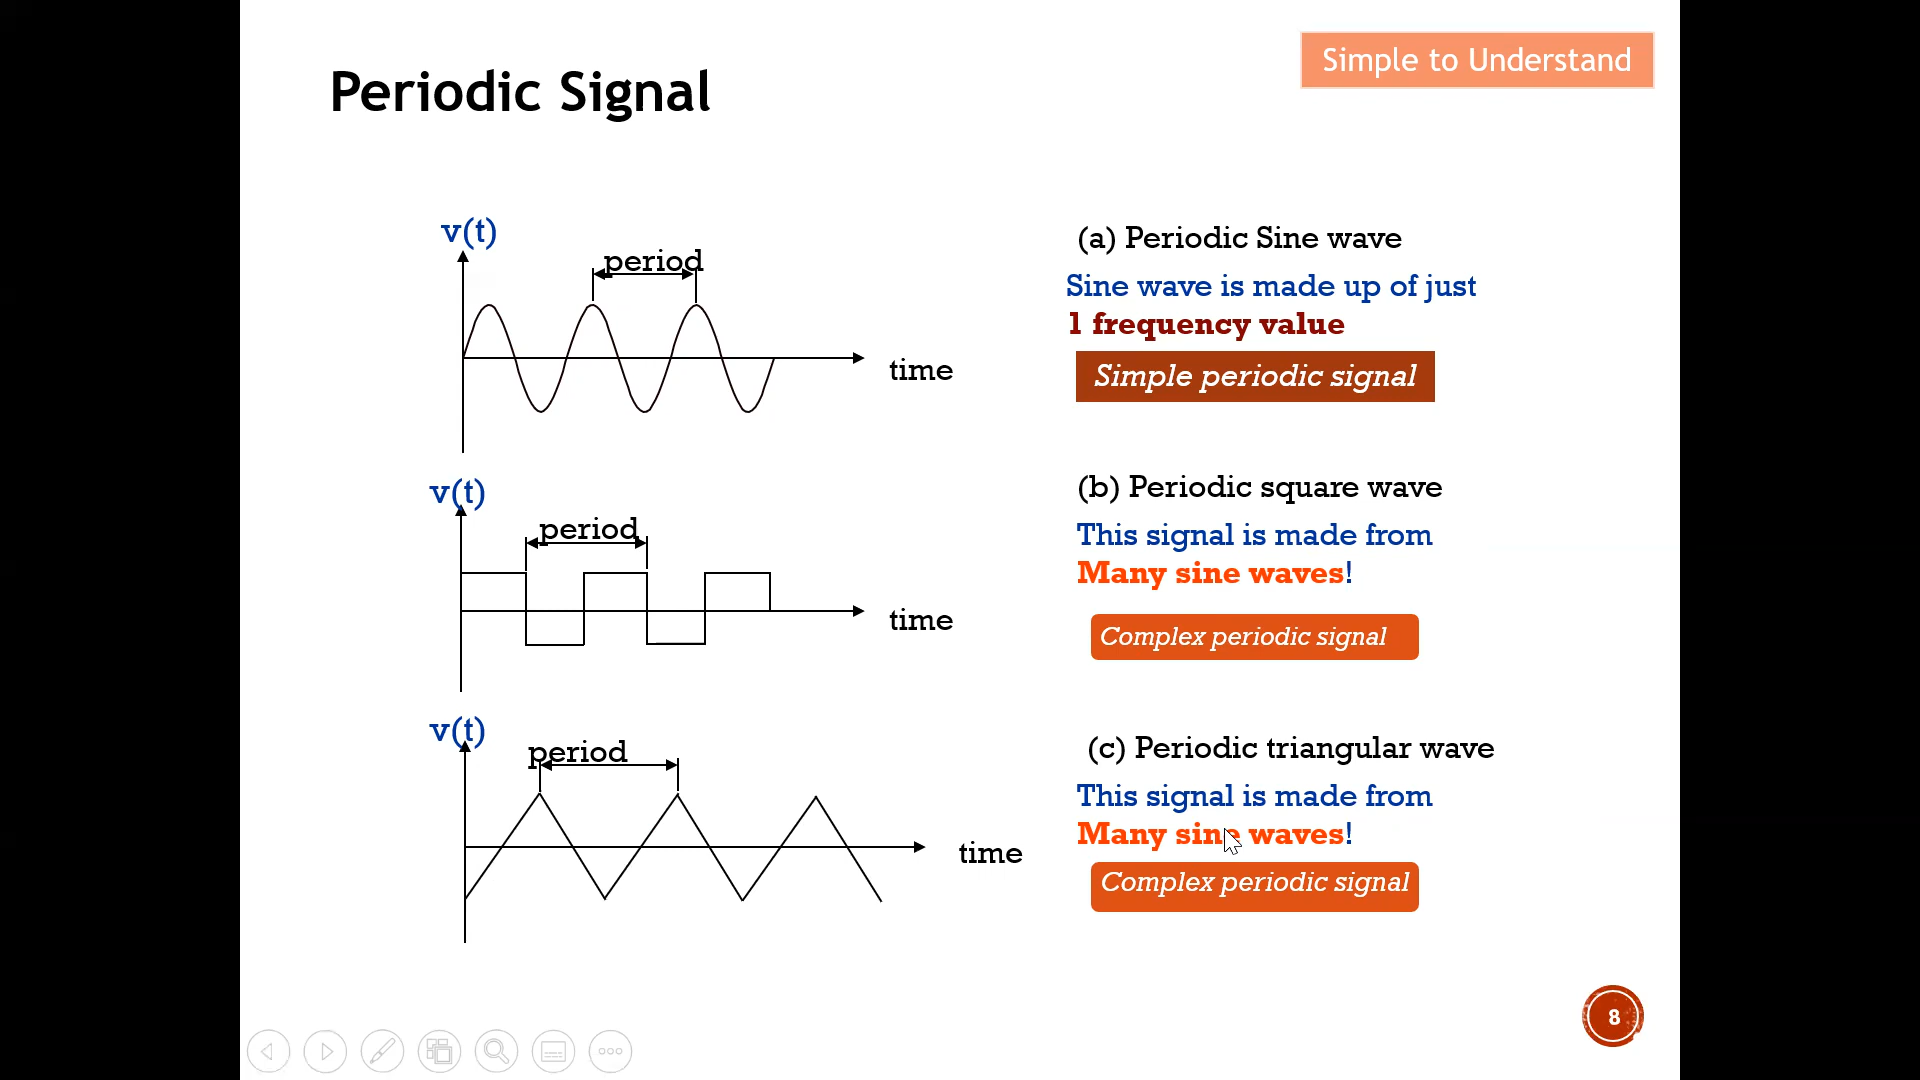 Simple to Understand
Periodic Signal
v(t)
period
time
(a) Periodic Sine wave
Sine wave is made up of just
1 frequency value
Simple periodic signal
v(t)
period
time
(b) Periodic square wave
This signal is made from
Many sine waves!
Complex periodic signal
v(t)
period
time
(c) Periodic triangular wave
This signal is made from
Many sine waves!
Complex periodic signal
8